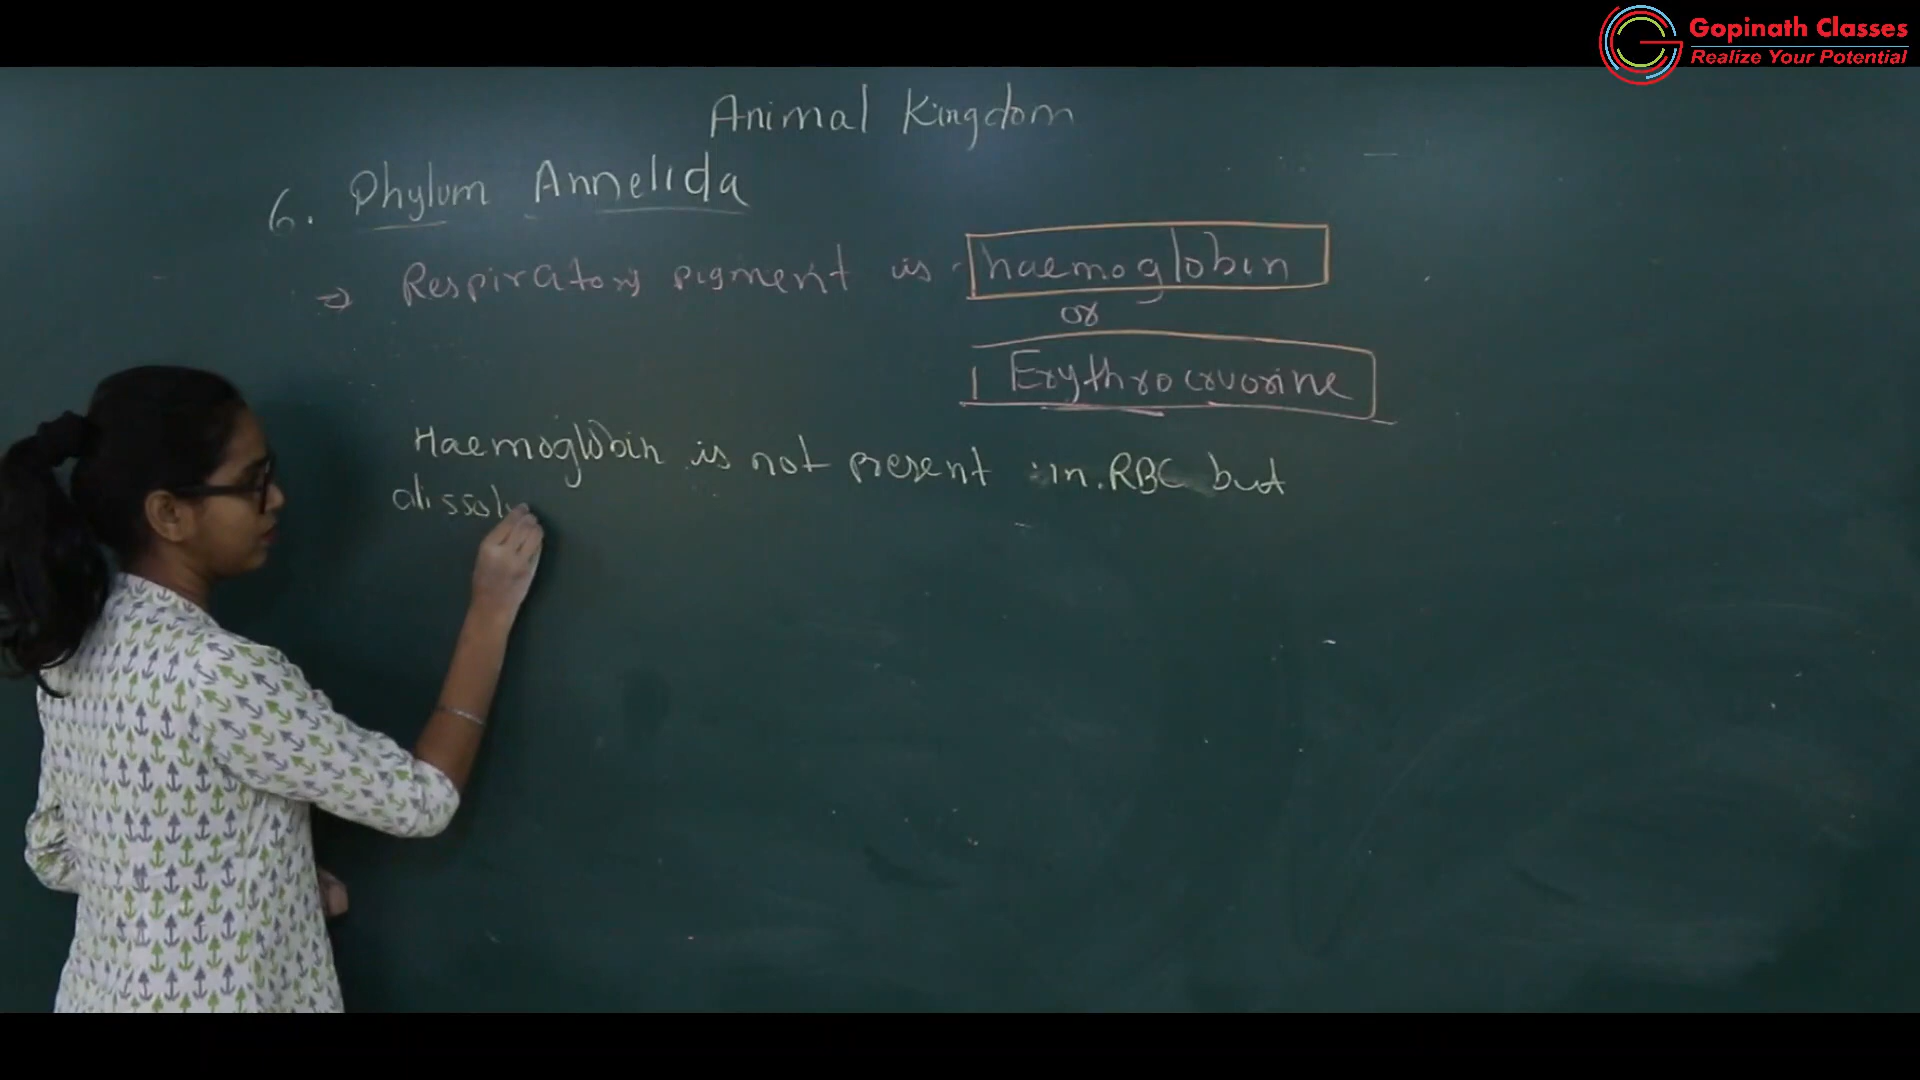 Gopinath Classes
Realize Your Potential
Animal Kingdom
6. Phylum Annelida
⇒ Respiratory pigment is haemoglobin
or
Erythrocruorine
Haemoglobin is not present in RBC but
dissolv